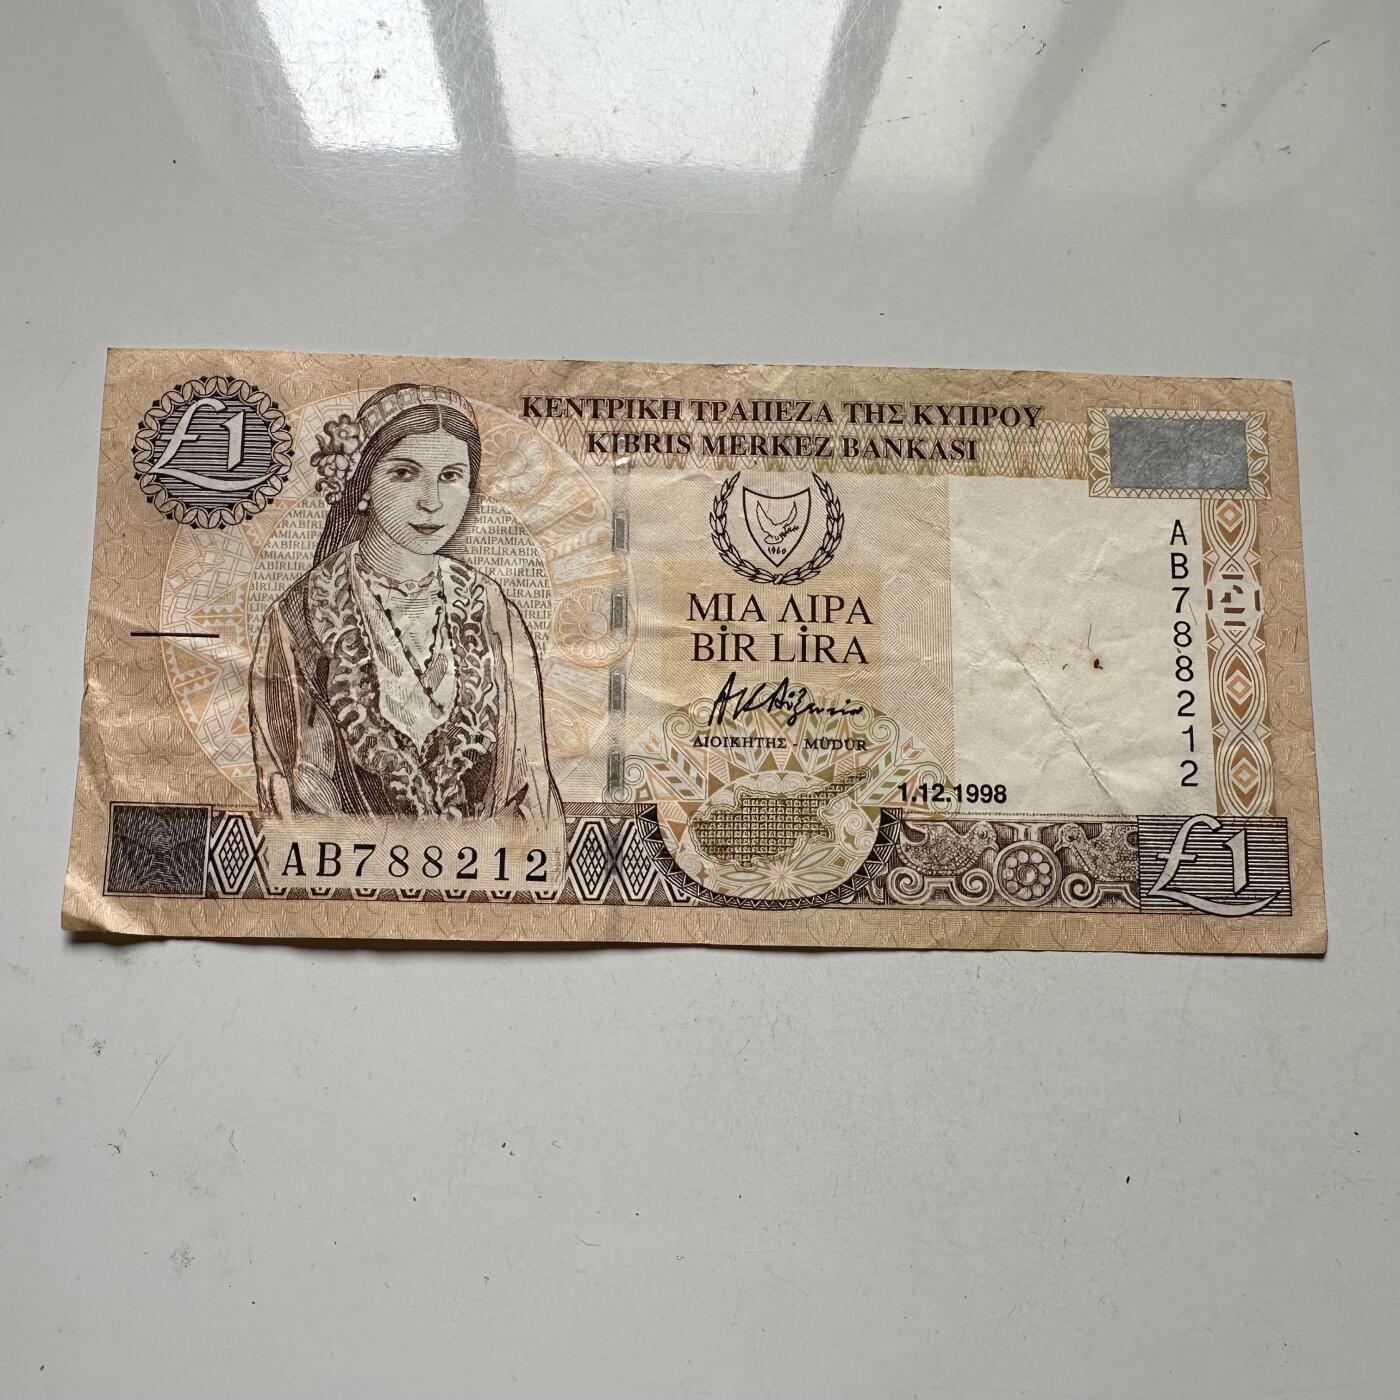 £1
ΚΕΝΤΡΙΚΗ ΤΡΑΠΕΖΑ ΤΗΣ ΚΥΠΡΟΥ
KIBRIS MERKEZ BANKASI
1960
ΜΙΑ ΛΙΡΑ
BİR LİRA
ΔΙΟΙΚΗΤΗΣ - MÜDÜR
1.12.1998
AB788212
AB788212
£1